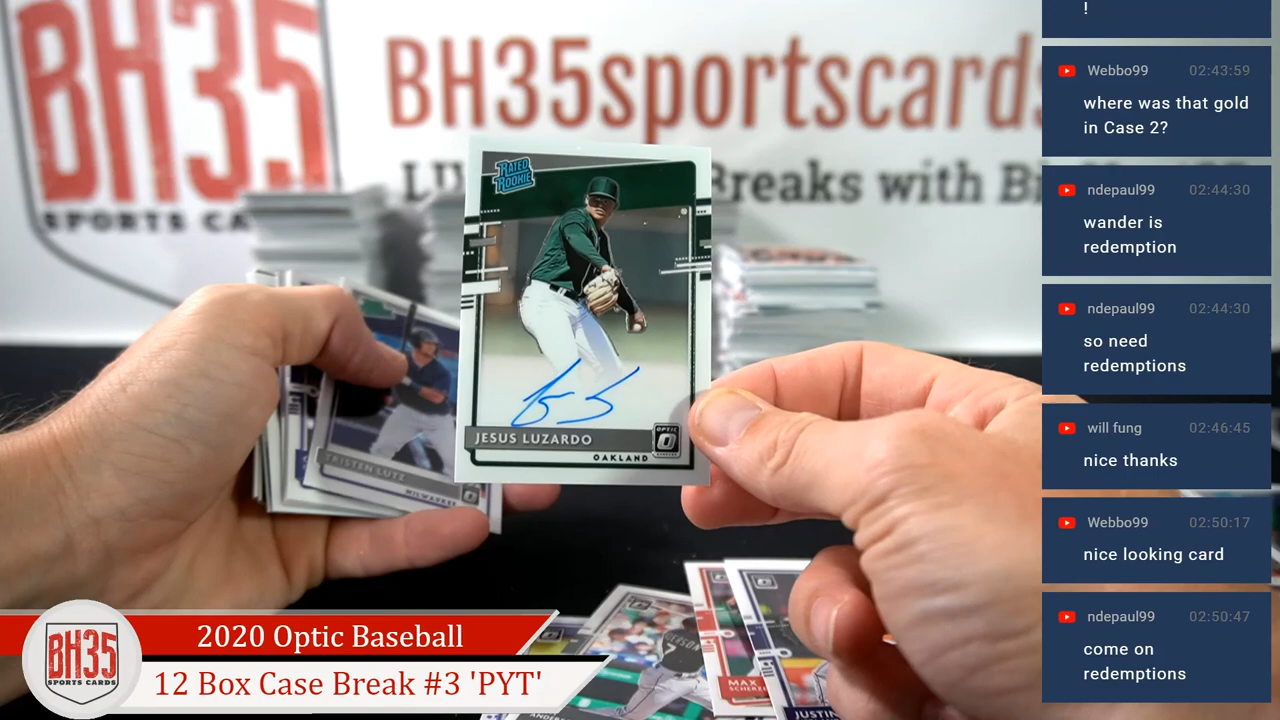 BH35
SPORTS CA
BH35sportscards
Breaks with B
RATED
ROOKIE
JESUS LUZARDO
OPTIC
OAKLAND
TRISTEN LUTZ
MILWAUKEE
MAX
SCHERZE
JUSTIN
BH35
SPORTS CARDS
2020 Optic Baseball
12 Box Case Break #3 'PYT'
!
Webbo99 02:43:59
where was that gold
in Case 2?
ndepaul99 02:44:30
wander is
redemption
ndepaul99 02:44:30
so need
redemptions
will fung 02:46:45
nice thanks
Webbo99 02:50:17
nice looking card
ndepaul99 02:50:47
come on
redemptions